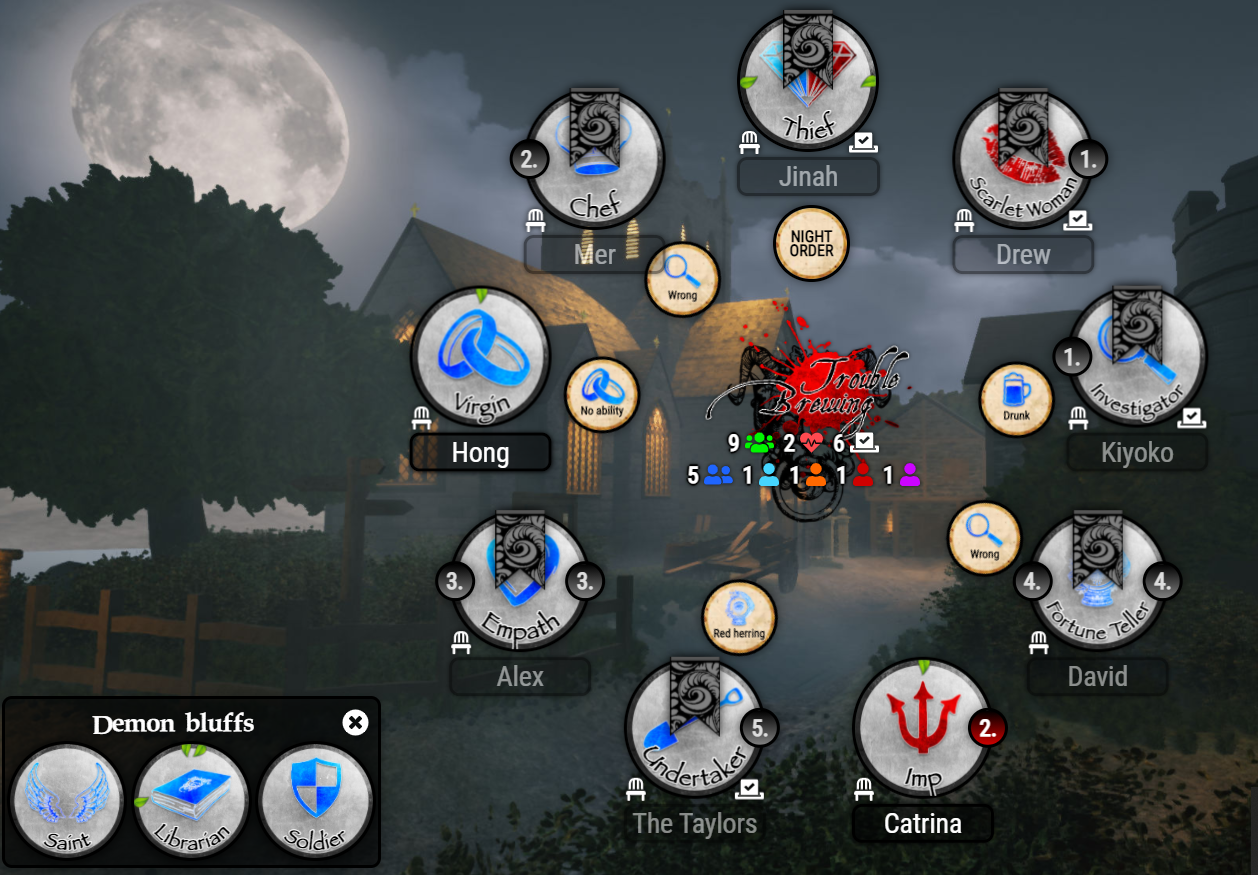 Thief
Jinah
2.
Chef
Mer
Scarlet Woman
1.
Drew
NIGHT
ORDER
Wrong
Virgin
Hong
No ability
Trouble
Brewing
9 2 6
5 1 1 1 1
Drunk
1.
Investigator
Kiyoko
3.
Empath
3.
Alex
Red herring
Wrong
4.
Fortune Teller
4.
David
Undertaker
5.
The Taylors
Imp
2.
Catrina
Demon bluffs
Saint
Librarian
Soldier